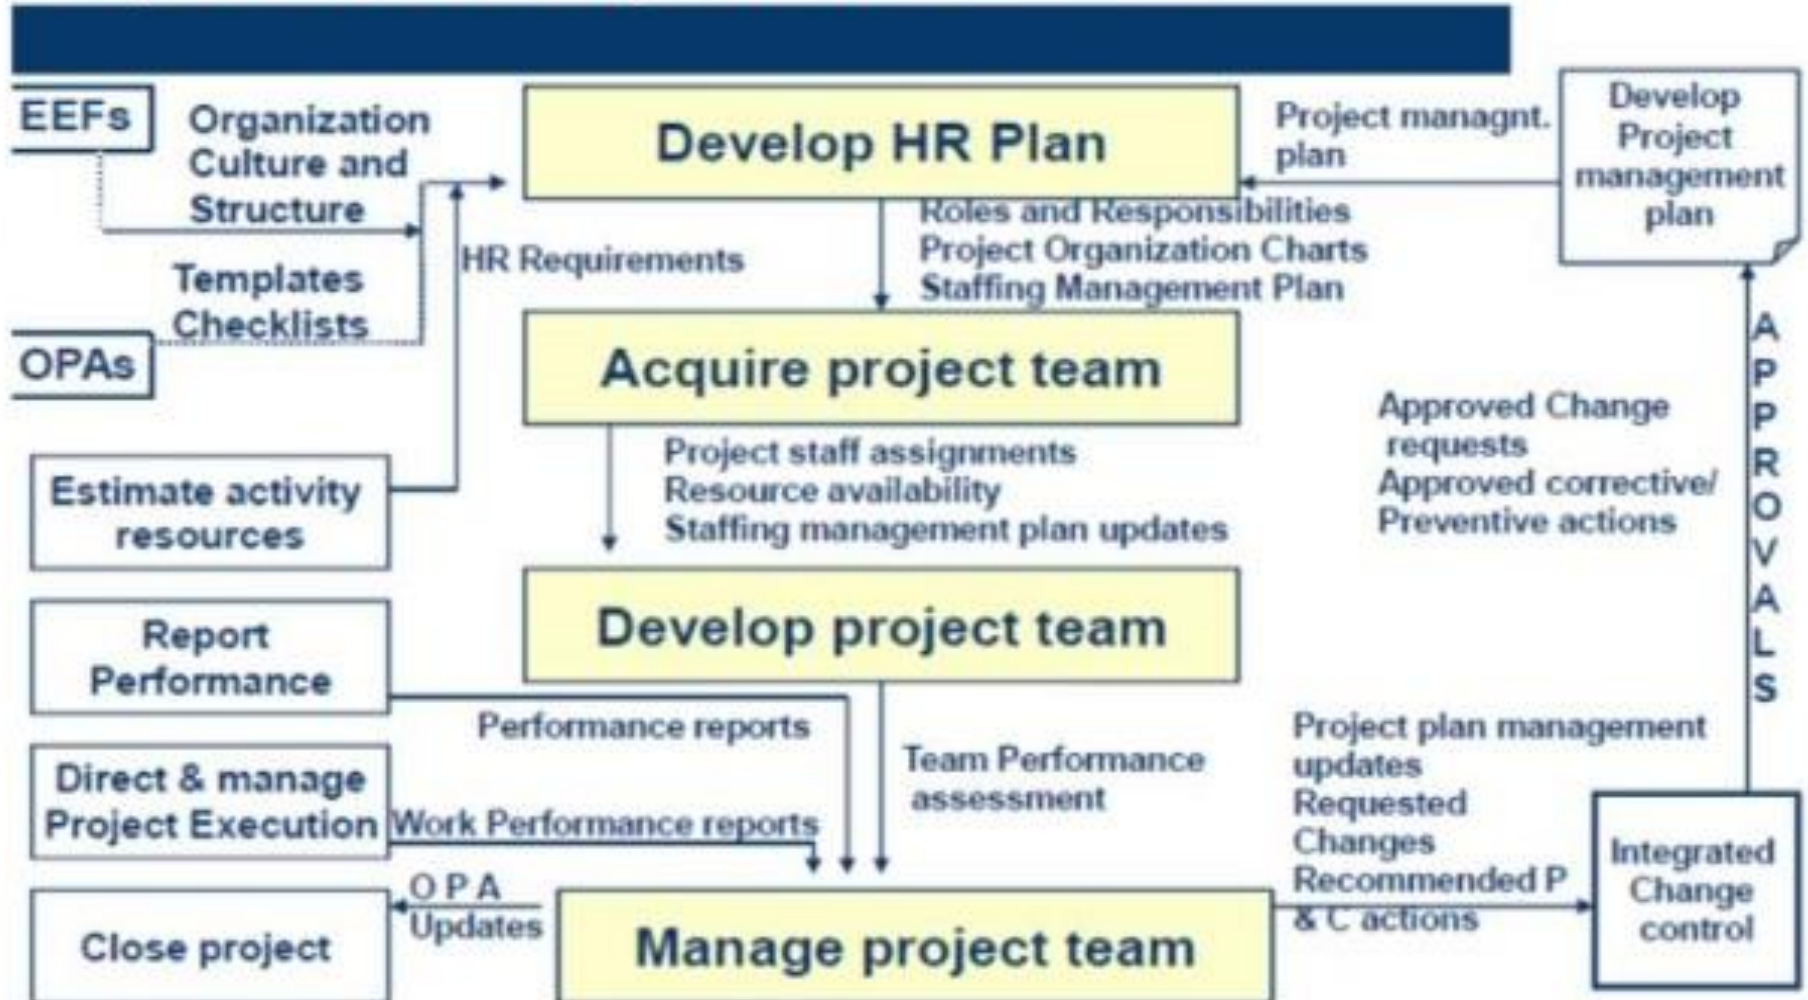 EEFs
Organization
Culture and
Structure
Develop HR Plan
Project managnt.
plan
Develop
Project
management
plan
Roles and Responsibilities
Project Organization Charts
Staffing Management Plan
HR Requirements
Templates
Checklists
OPAs
Acquire project team
Approved Change
requests
Approved corrective/
Preventive actions
A
P
P
R
O
V
A
L
S
Project staff assignments
Resource availability
Staffing management plan updates
Estimate activity
resources
Develop project team
Report
Performance
Performance reports
Team Performance
assessment
Project plan management
updates
Requested
Changes
Recommended P
& C actions
Direct & manage
Project Execution
Work Performance reports
Integrated
Change
control
O P A
Updates
Close project
Manage project team